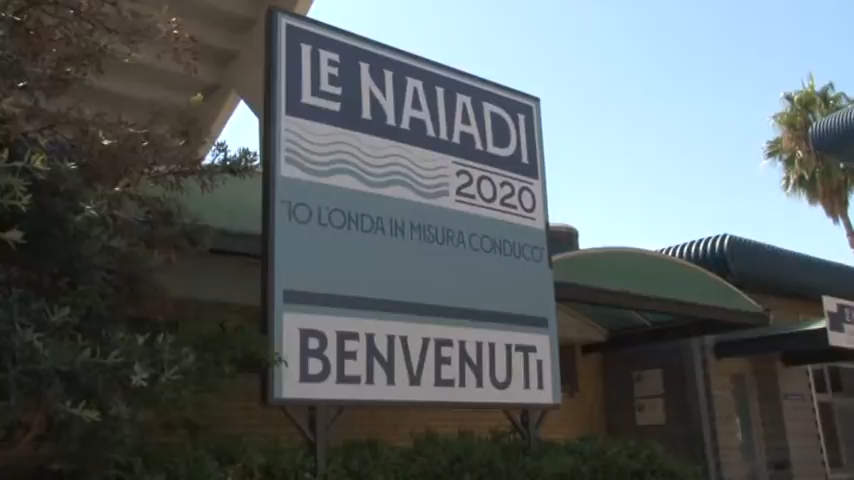 LE NAIADI
2020
"IO L'ONDA IN MISURA CONDUCO"
BENVENUTI